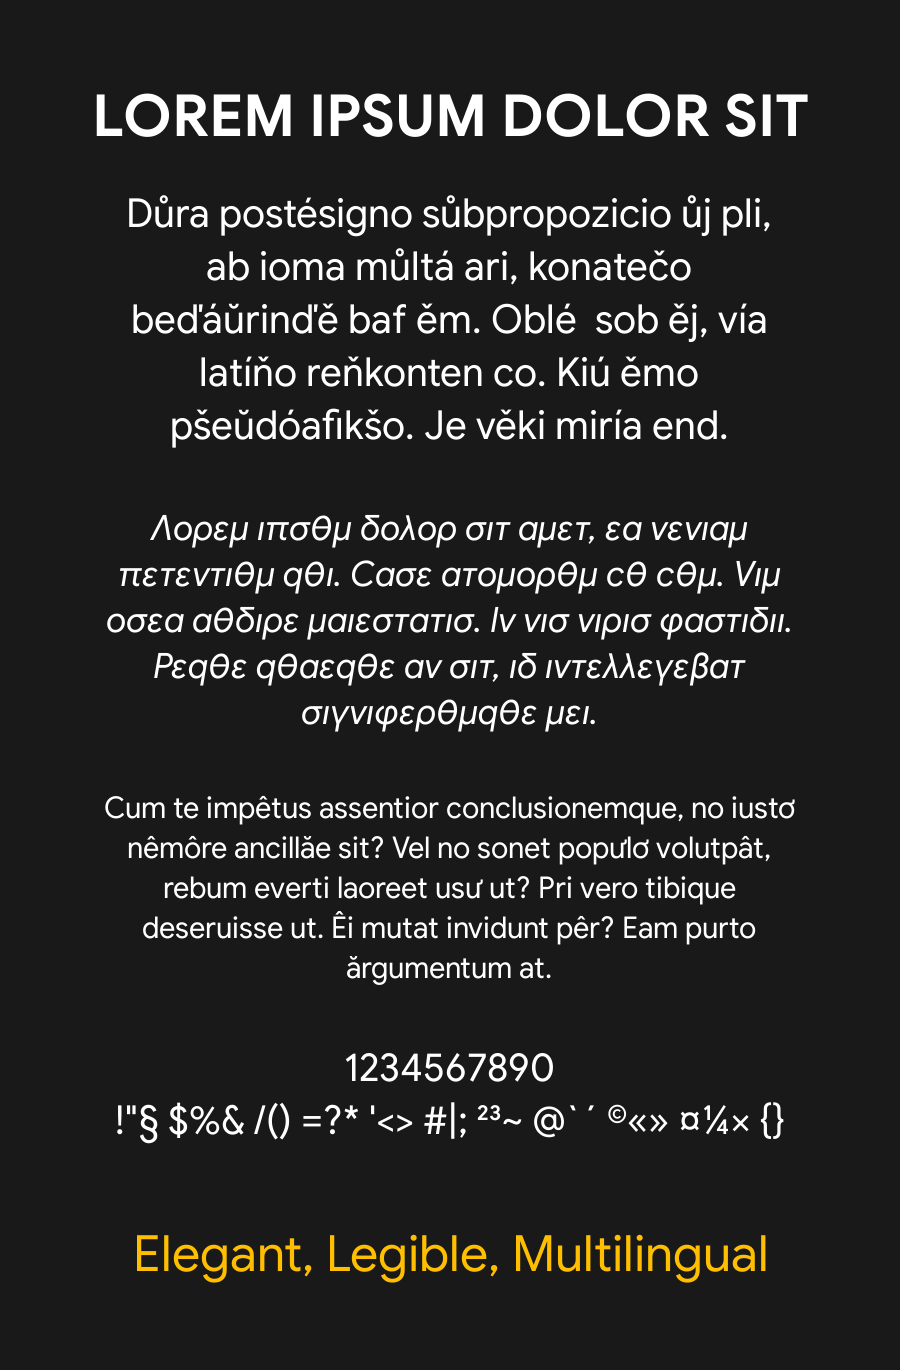 LOREM IPSUM DOLOR SIT
Důra postésigno sůbpropozicio ůj pli,
ab ioma můltá ari, konatečo
beďáŭrinďě baf ěm. Oblé  sob ěj, vía
latíňo reňkonten co. Kiú ěmo
pšeŭdóafikšo. Je věki miría end.
Λορεμ ιπσθμ δολορ σιτ αμετ, εα νενιαμ
πετεντιθμ qθι. Cασε ατομορθμ cθ cθμ. Vιμ
οσεα αθδιρε μαιεστατισ. Ιν νισ νιρισ φαστιδιι.
Ρεqθε qθαεqθε αν σιτ, ιδ ιντελλεγεβατ
σιγνιφερθμqθε μει.
Cum te impêtus assentior conclusionemque, no iustơ
nêmôre ancillăe sit? Vel no sonet popưlơ volutpât,
rebum everti laoreet usư ut? Pri vero tibique
deseruisse ut. Êi mutat invidunt pêr? Eam purto
ărgumentum at.
1234567890
!"§ $%& /() =?* '<> #|; ²³~ @`´ ©«» ¤¼× {}
Elegant, Legible, Multilingual